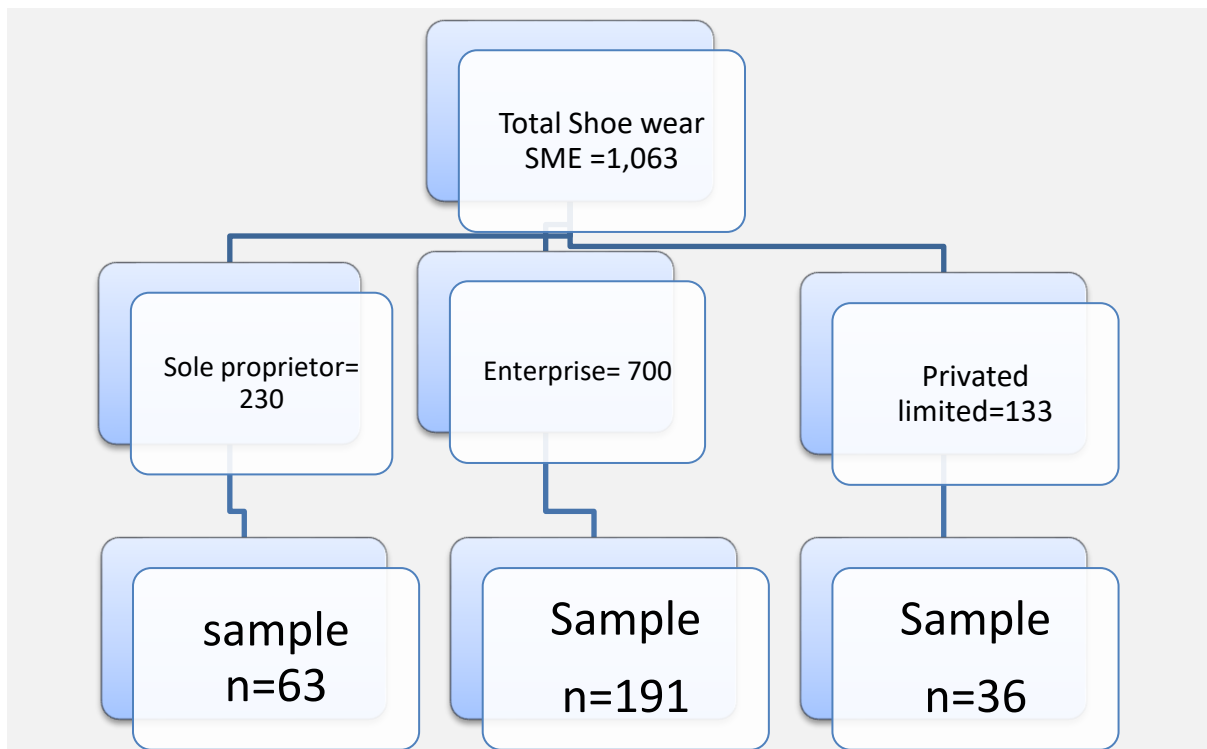 Total Shoe wear
SME =1,063
Sole proprietor=
230
Enterprise= 700
Privated
limited=133
sample
n=63
Sample
n=191
Sample
n=36